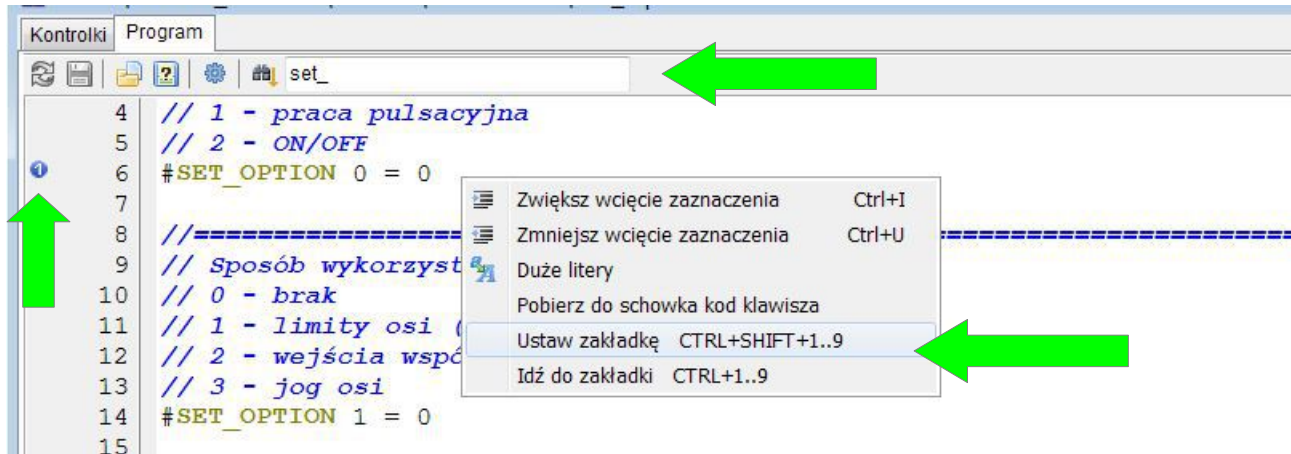 Kontrolki Program
set_
4 // 1 - praca pulsacyjna
5 // 2 - ON/OFF
1 6 #SET_OPTION 0 = 0
7
8 //==========================================================
9 // Sposób wykorzyst
10 // 0 - brak
11 // 1 - limity osi (
12 // 2 - wejścia wspó
13 // 3 - jog osi
14 #SET_OPTION 1 = 0
15
Zwiększ wcięcie zaznaczenia Ctrl+I
Zmniejsz wcięcie zaznaczenia Ctrl+U
Duże litery
Pobierz do schowka kod klawisza
Ustaw zakładkę CTRL+SHIFT+1..9
Idź do zakładki CTRL+1..9